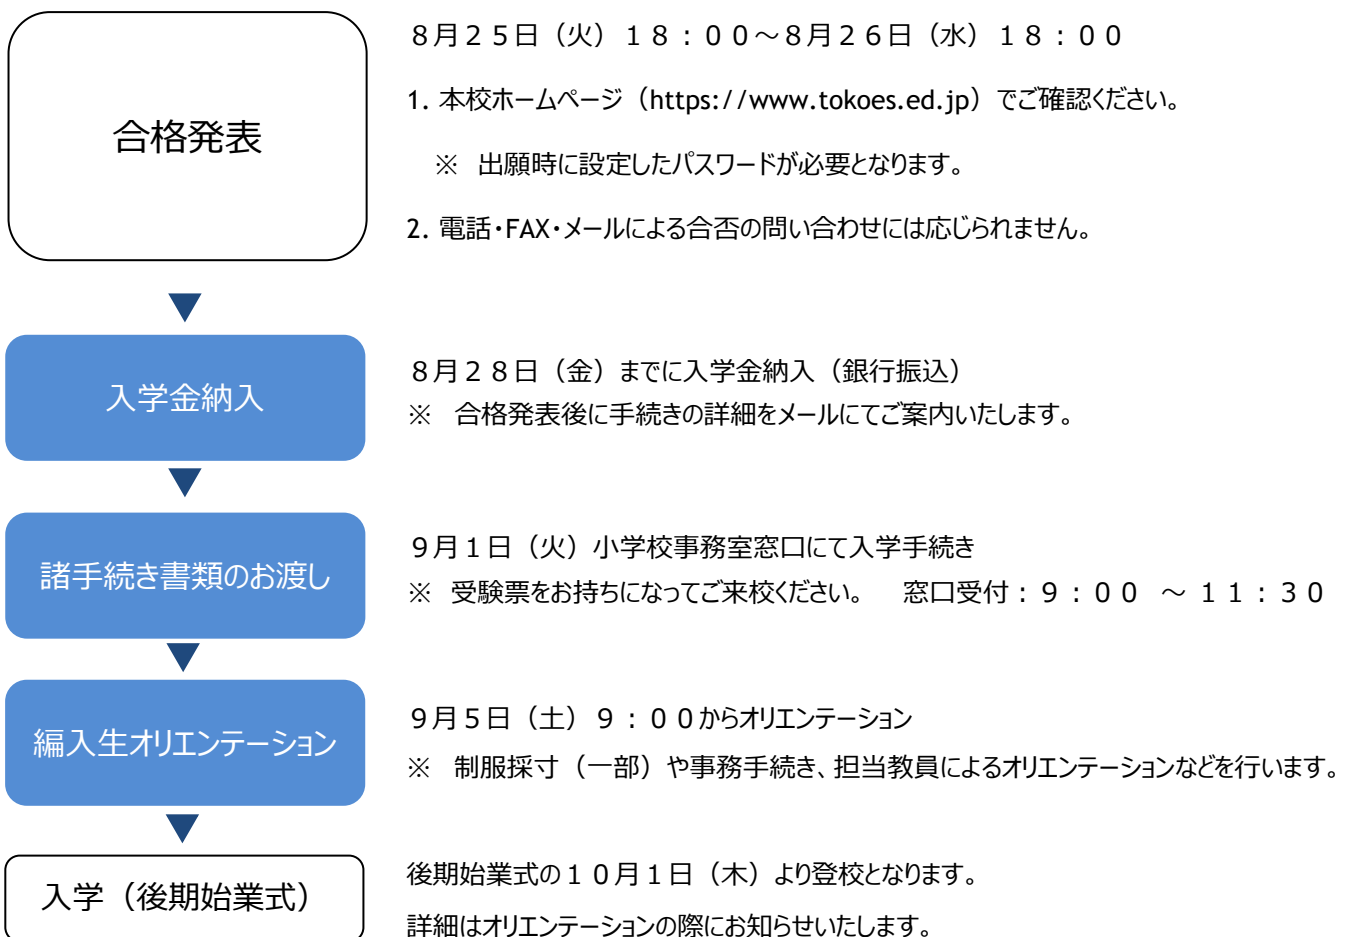 合格発表
８月２５日（火）１８：００～８月２６日（水）１８：００
1. 本校ホームページ（https://www.tokoes.ed.jp）でご確認ください。
※　出願時に設定したパスワードが必要となります。
2. 電話・FAX・メールによる合否の問い合わせには応じられません。
入学金納入
８月２８日（金）までに入学金納入（銀行振込）
※　合格発表後に手続きの詳細をメールにてご案内いたします。
諸手続き書類のお渡し
９月１日（火）小学校事務室窓口にて入学手続き
※　受験票をお持ちになってご来校ください。　窓口受付：９：００　～１１：３０
編入生オリエンテーション
９月５日（土）９：００からオリエンテーション
※　制服採寸（一部）や事務手続き、担当教員によるオリエンテーションなどを行います。
入学（後期始業式）
後期始業式の１０月１日（木）より登校となります。
詳細はオリエンテーションの際にお知らせいたします。